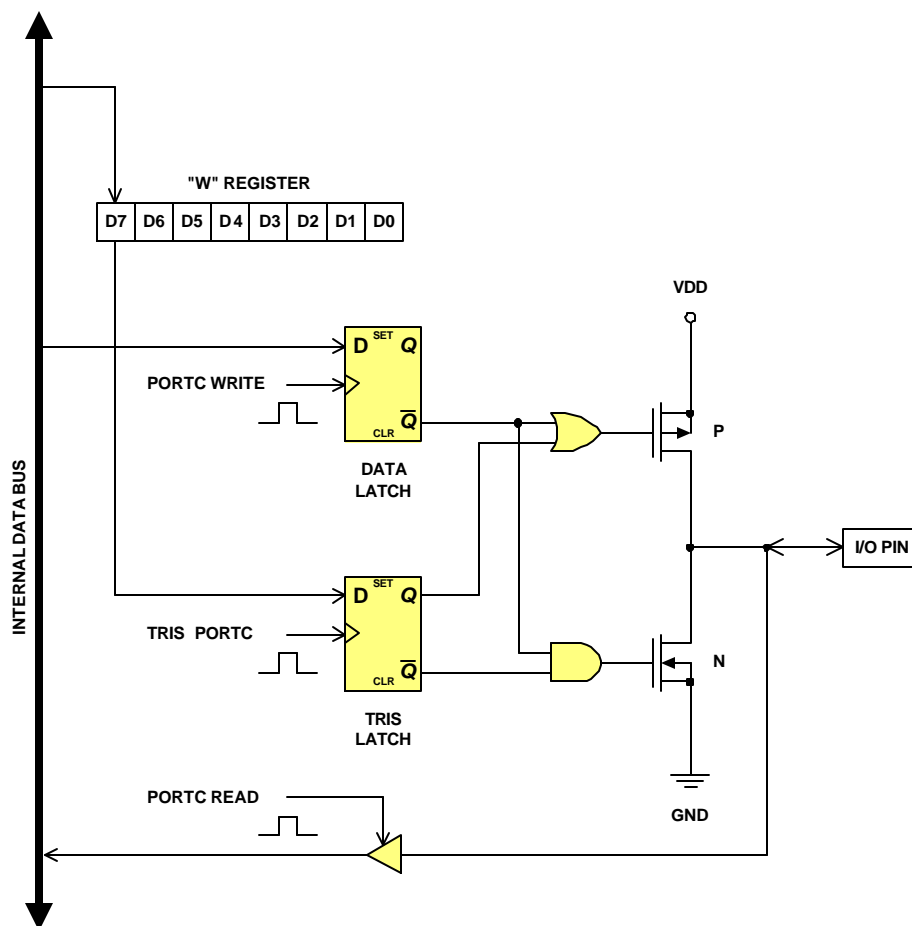 "W" REGISTER
D7 D6 D5 D4 D3 D2 D1 D0
VDD
D SET Q
PORTC WRITE
Q̅
CLR
DATA
LATCH
P
INTERNAL DATA BUS
I/O PIN
D SET Q
TRIS PORTC
Q̅
CLR
TRIS
LATCH
N
PORTC READ
GND